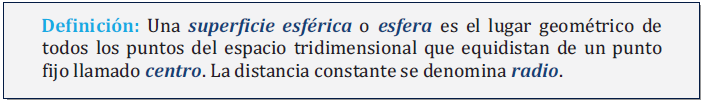 Definición: Una superficie esférica o esfera es el lugar geométrico de
todos los puntos del espacio tridimensional que equidistan de un punto
fijo llamado centro. La distancia constante se denomina radio.